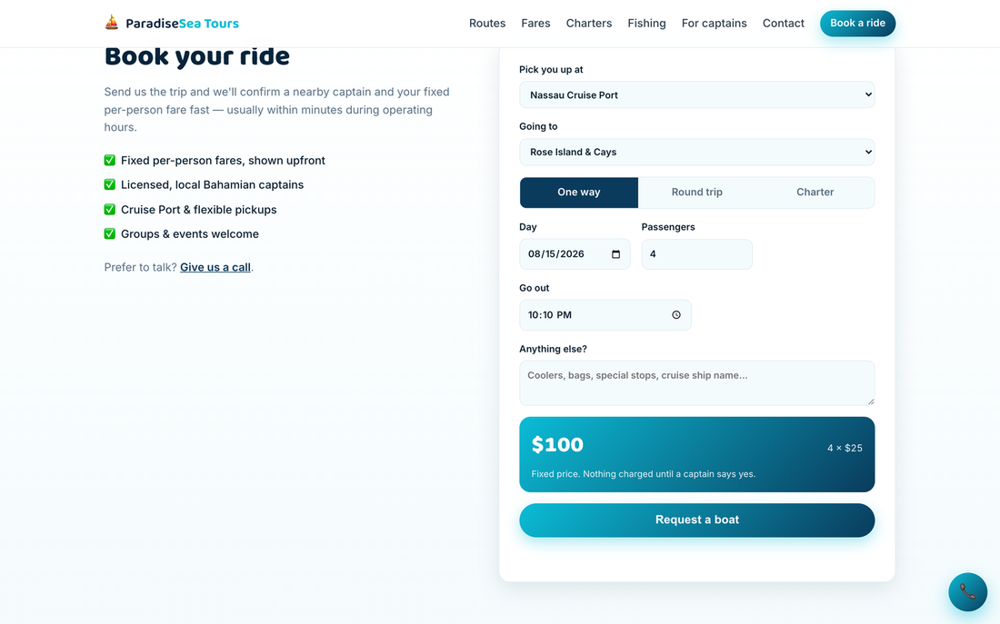 ParadiseSea Tours
Routes Fares Charters Fishing For captains Contact Book a ride
Book your ride
Send us the trip and we'll confirm a nearby captain and your fixed
per-person fare fast — usually within minutes during operating
hours.
✅ Fixed per-person fares, shown upfront
✅ Licensed, local Bahamian captains
✅ Cruise Port & flexible pickups
✅ Groups & events welcome
Prefer to talk? Give us a call.
Pick you up at
Nassau Cruise Port
Going to
Rose Island & Cays
One way Round trip Charter
Day Passengers
08/15/2026 4
Go out
10:10 PM
Anything else?
Coolers, bags, special stops, cruise ship name...
$100 4 × $25
Fixed price. Nothing charged until a captain says yes.
Request a boat